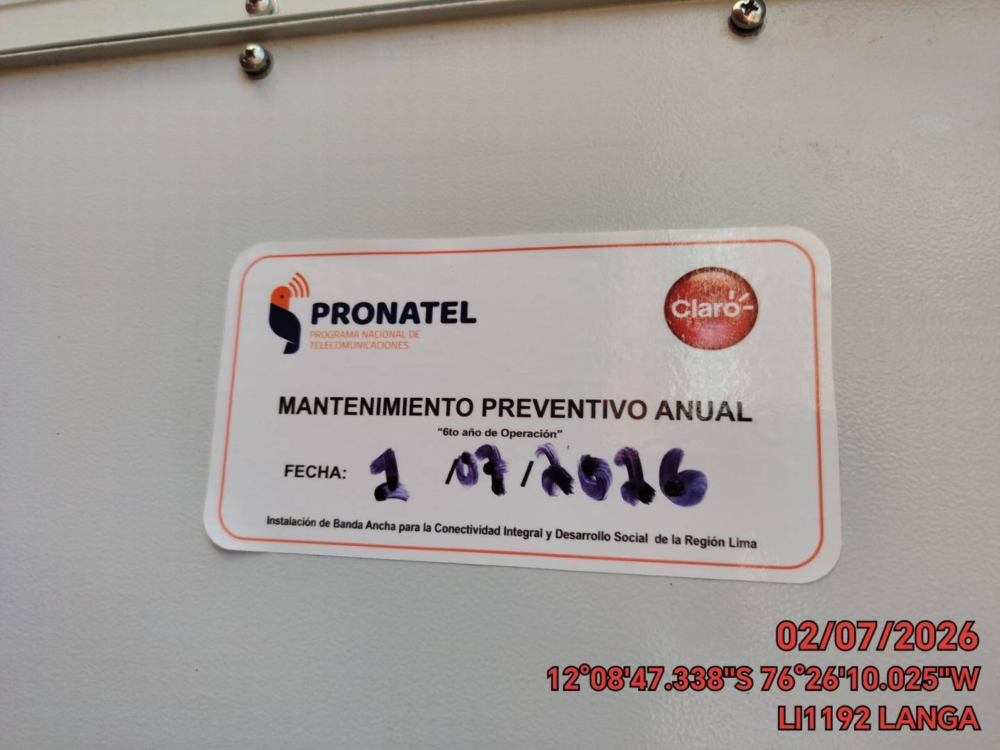 PRONATEL
PROGRAMA NACIONAL DE
TELECOMUNICACIONES
Claro
MANTENIMIENTO PREVENTIVO ANUAL
“6to año de Operación”
FECHA: 2 /07/2026
Instalación de Banda Ancha para la Conectividad Integral y Desarrollo Social de la Región Lima
02/07/2026
12°08'47.338"S 76°26'10.025"W
LI1192 LANGA